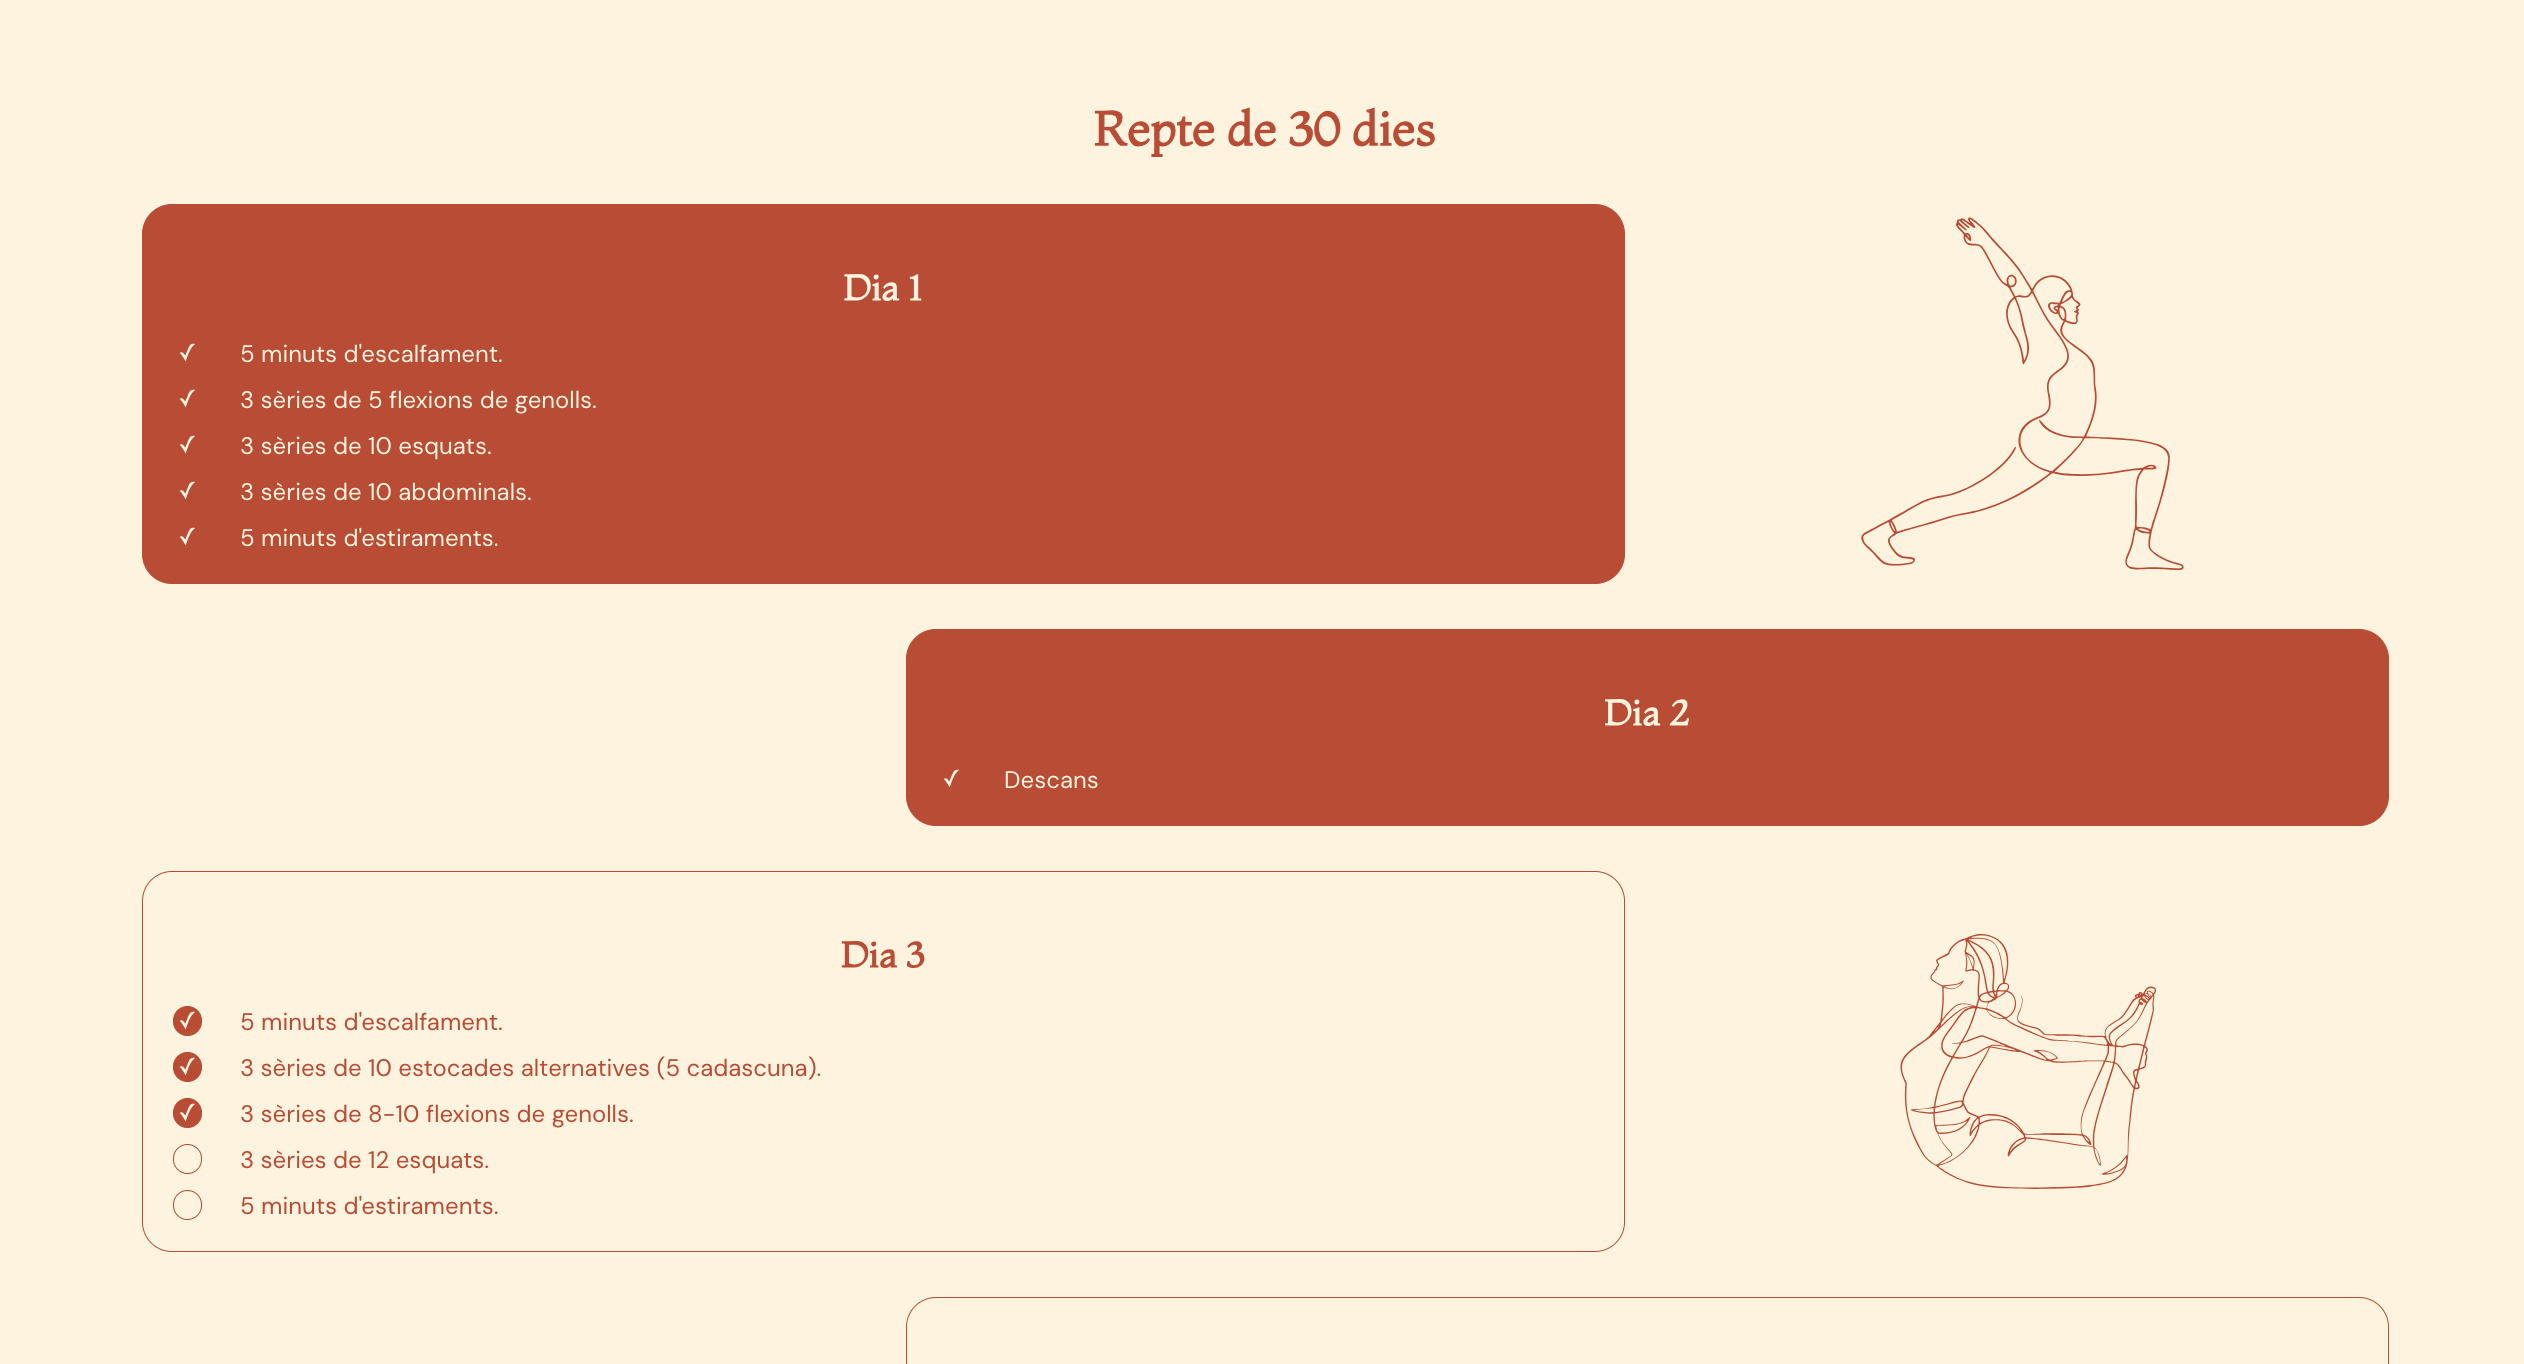 Repte de 30 dies
Dia 1
5 minuts d'escalfament.
3 sèries de 5 flexions de genolls.
3 sèries de 10 esquats.
3 sèries de 10 abdominals.
5 minuts d'estiraments.
Dia 2
Descans
Dia 3
5 minuts d'escalfament.
3 sèries de 10 estocades alternatives (5 cadascuna).
3 sèries de 8-10 flexions de genolls.
3 sèries de 12 esquats.
5 minuts d'estiraments.